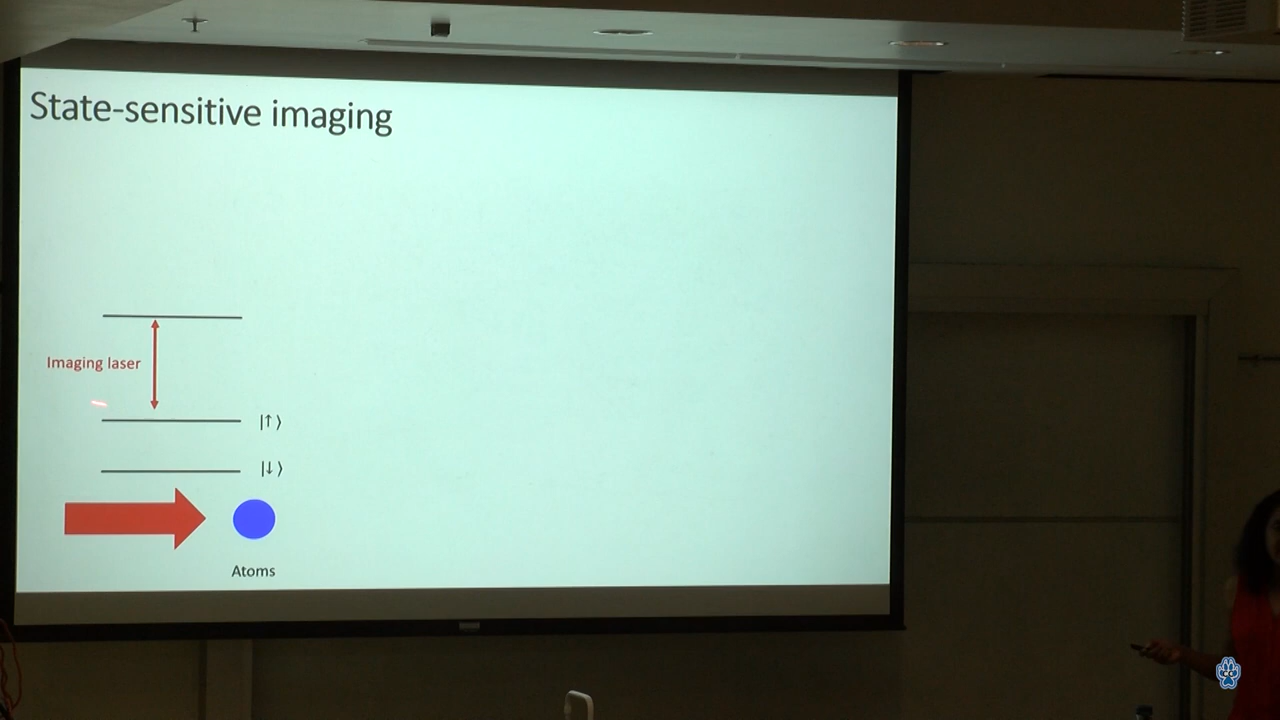 State-sensitive imaging
Imaging laser
|↑⟩
|↓⟩
Atoms